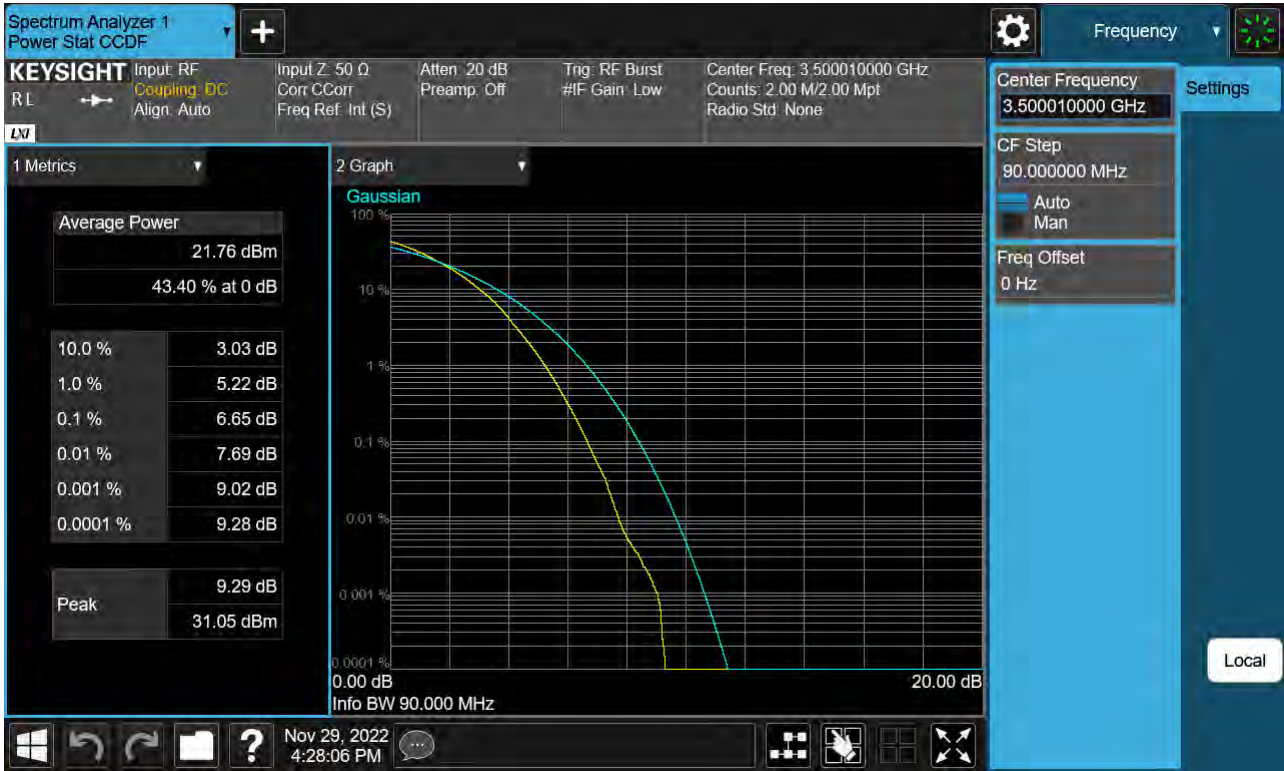 Spectrum Analyzer 1
Power Stat CCDF
Frequency
KEYSIGHT
R L
LXI
Input: RF
Coupling: DC
Align: Auto
Input Z: 50 Ω
Corr CCorr
Freq Ref: Int (S)
Atten: 20 dB
Preamp: Off
Trig: RF Burst
#IF Gain: Low
Center Freq: 3.500010000 GHz
Counts: 2.00 M/2.00 Mpt
Radio Std: None
Center Frequency
3.500010000 GHz
Settings
CF Step
90.000000 MHz
Auto
Man
Freq Offset
0 Hz
1 Metrics
Average Power
21.76 dBm
43.40 % at 0 dB
10.0 % 3.03 dB
1.0 % 5.22 dB
0.1 % 6.65 dB
0.01 % 7.69 dB
0.001 % 9.02 dB
0.0001 % 9.28 dB
Peak
9.29 dB
31.05 dBm
2 Graph
Gaussian
100 %
10 %
1 %
0.1 %
0.01 %
0.001 %
0.0001 %
0.00 dB 20.00 dB
Info BW 90.000 MHz
Local
?
Nov 29, 2022
4:28:06 PM